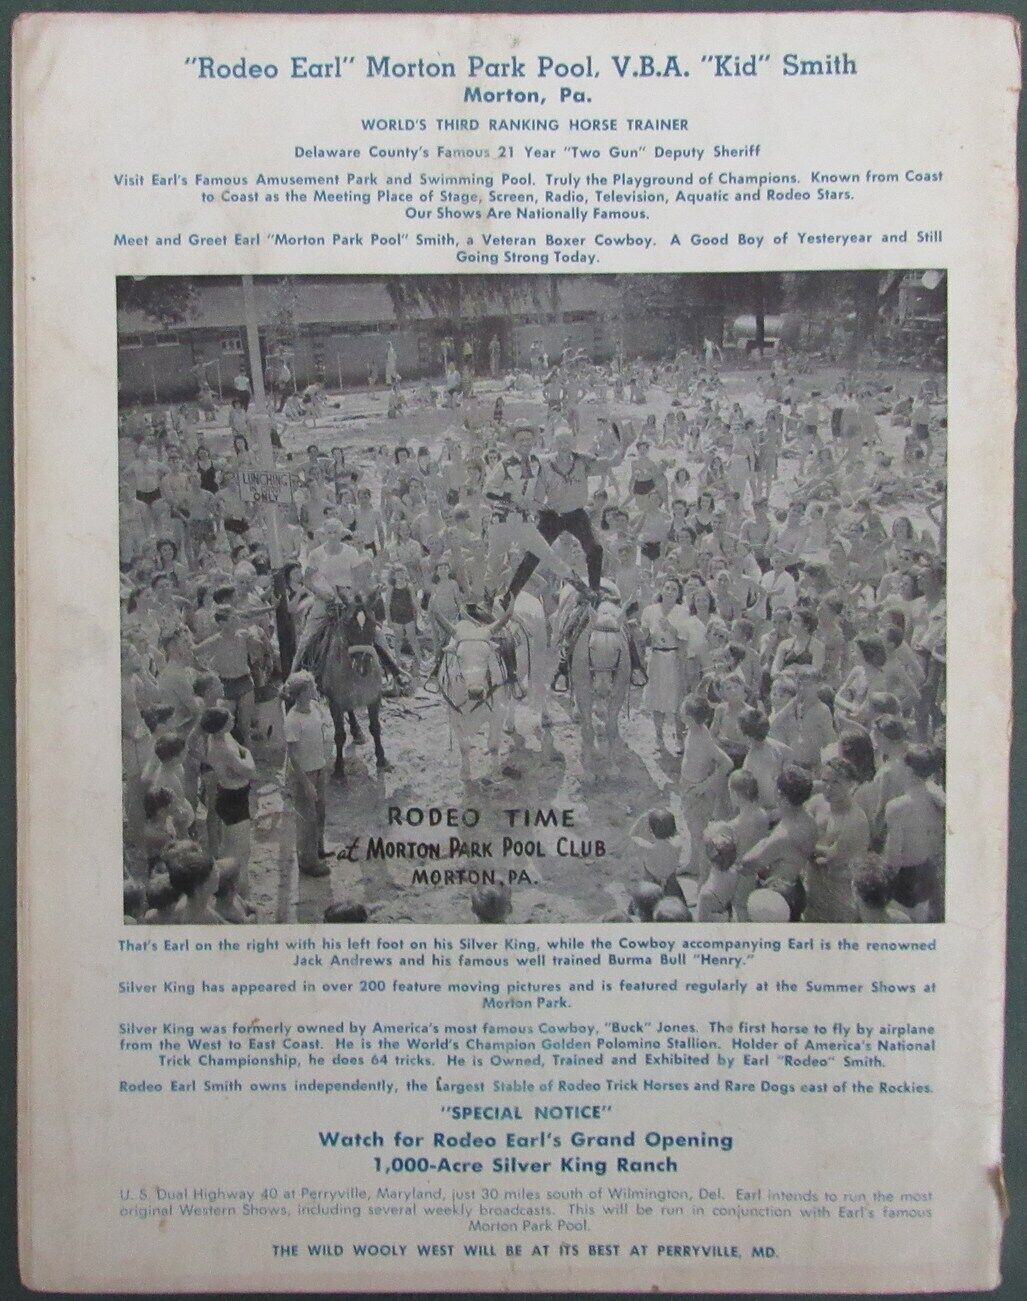 "Rodeo Earl" Morton Park Pool, V.B.A. "Kid" Smith
Morton, Pa.
WORLD'S THIRD RANKING HORSE TRAINER
Delaware County's Famous 21 Year "Two Gun" Deputy Sheriff
Visit Earl's Famous Amusement Park and Swimming Pool. Truly the Playground of Champions. Known from Coast
to Coast as the Meeting Place of Stage, Screen, Radio, Television, Aquatic and Rodeo Stars.
Our Shows Are Nationally Famous.
Meet and Greet Earl "Morton Park Pool" Smith, a Veteran Boxer Cowboy. A Good Boy of Yesteryear and Still
Going Strong Today.
LUNCHING
ONLY
RODEO TIME
at MORTON PARK POOL CLUB
MORTON, PA.
That's Earl on the right with his left foot on his Silver King, while the Cowboy accompanying Earl is the renowned
Jack Andrews and his famous well trained Burma Bull "Henry."
Silver King has appeared in over 200 feature moving pictures and is featured regularly at the Summer Shows at
Morton Park.
Silver King was formerly owned by America's most famous Cowboy, "Buck" Jones. The first horse to fly by airplane
from the West to East Coast. He is the World's Champion Golden Polomino Stallion. Holder of America's National
Trick Championship, he does 64 tricks. He is Owned, Trained and Exhibited by Earl "Rodeo" Smith.
Rodeo Earl Smith owns independently, the Largest Stable of Rodeo Trick Horses and Rare Dogs east of the Rockies.
"SPECIAL NOTICE"
Watch for Rodeo Earl's Grand Opening
1,000-Acre Silver King Ranch
U. S. Dual Highway 40 at Perryville, Maryland, just 30 miles south of Wilmington, Del. Earl intends to run the most
original Western Shows, including several weekly broadcasts. This will be run in conjunction with Earl's famous
Morton Park Pool.
THE WILD WOOLY WEST WILL BE AT ITS BEST AT PERRYVILLE, MD.